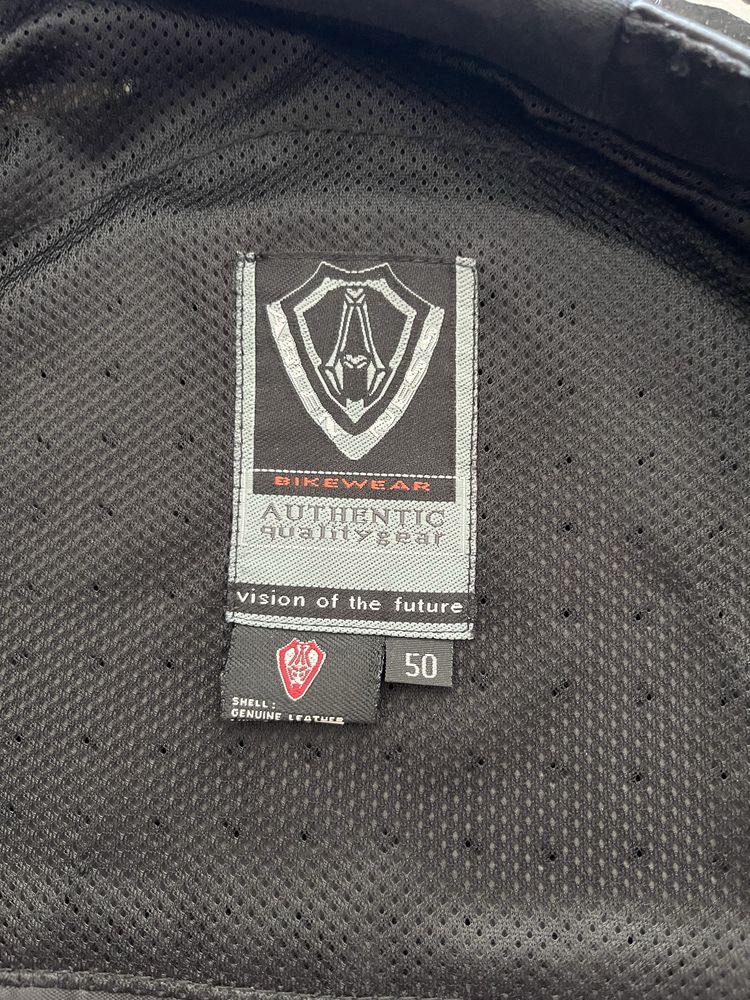 BIKEWEAR
AUTHENTIC
qualitygear
vision of the future
50
SHELL:
GENUINE LEATHER